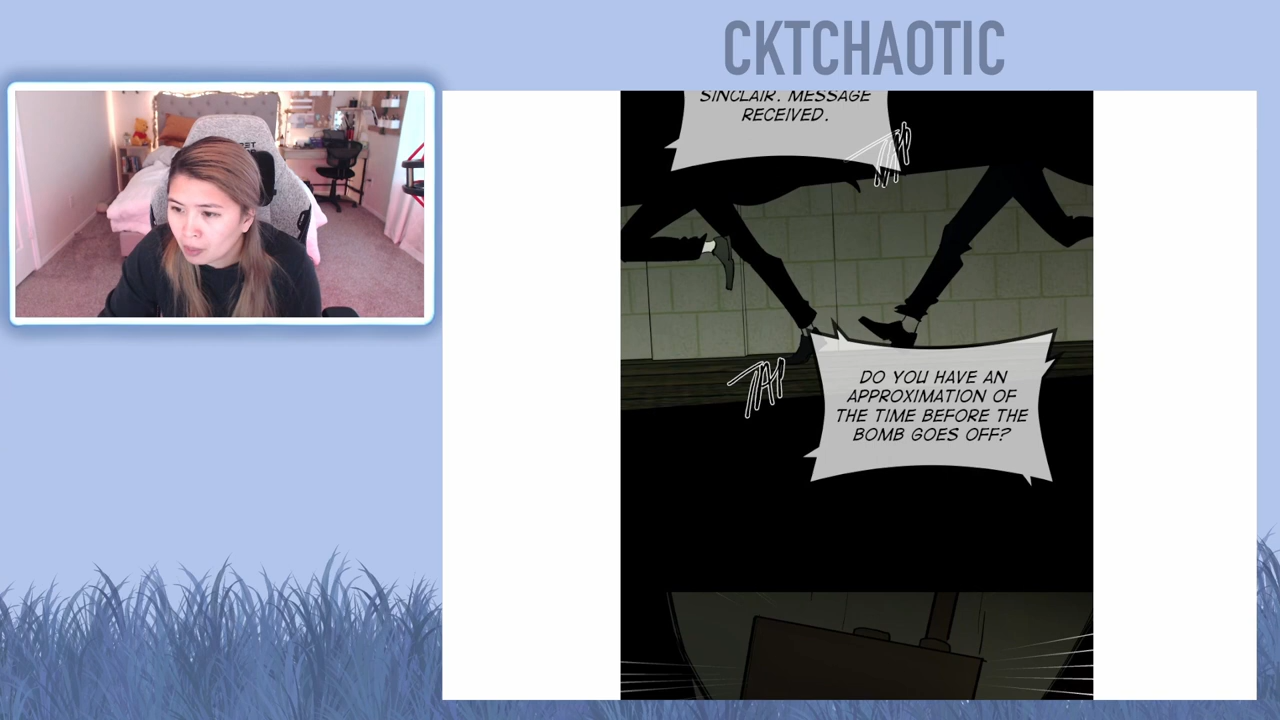 CKTCHAOTIC
SINCLAIR. MESSAGE
RECEIVED.
TAP
TAP
DO YOU HAVE AN
APPROXIMATION OF
THE TIME BEFORE THE
BOMB GOES OFF?